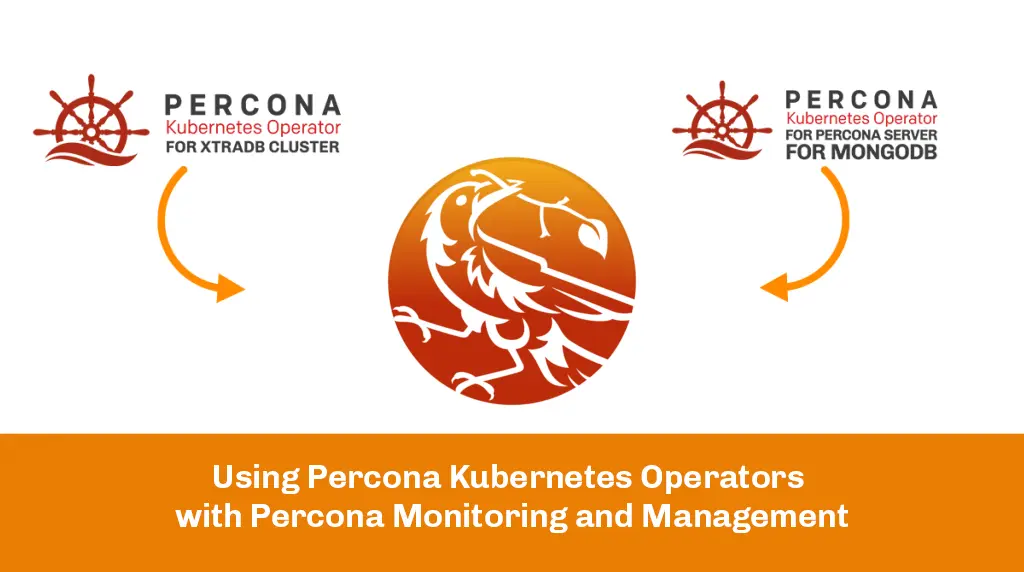 PERCONA
Kubernetes Operator
FOR XTRADB CLUSTER
PERCONA
Kubernetes Operator
FOR PERCONA SERVER
FOR MONGODB
Using Percona Kubernetes Operators
with Percona Monitoring and Management